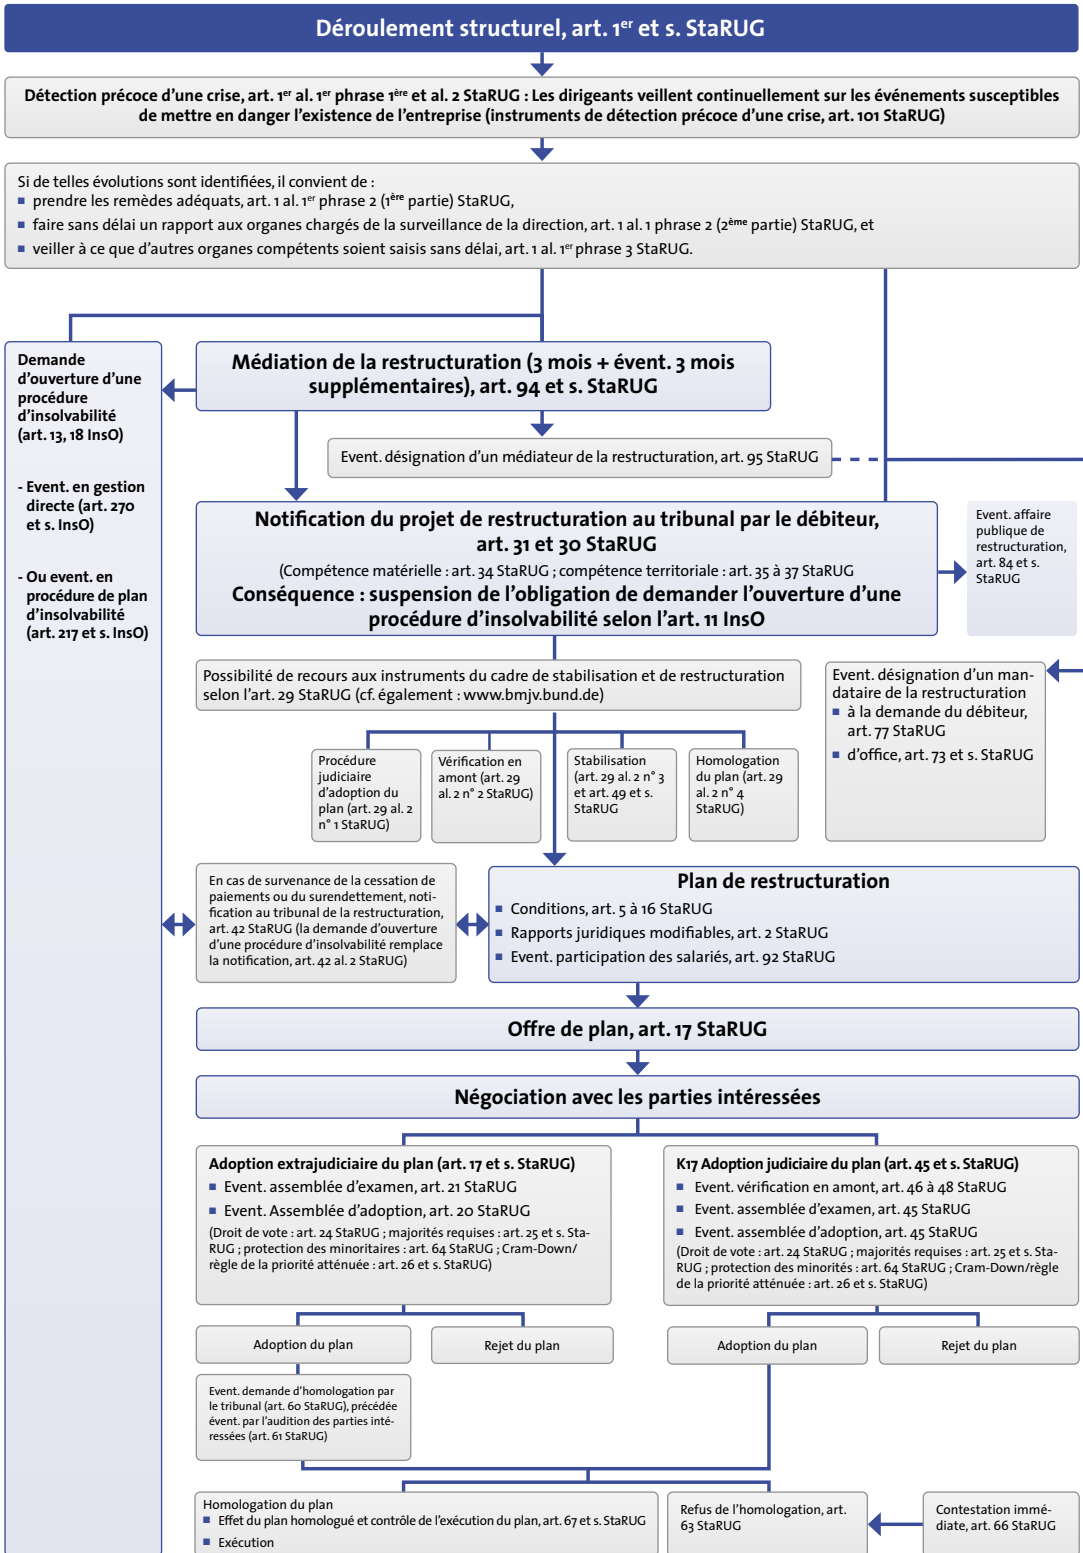 Déroulement structurel, art. 1er et s. StaRUG
Détection précoce d'une crise, art. 1er al. 1er phrase 1ère et al. 2 StaRUG : Les dirigeants veillent continuellement sur les événements susceptibles
de mettre en danger l'existence de l'entreprise (instruments de détection précoce d'une crise, art. 101 StaRUG)
Si de telles évolutions sont identifiées, il convient de :
■ prendre les remèdes adéquats, art. 1 al. 1er phrase 2 (1ère partie) StaRUG,
■ faire sans délai un rapport aux organes chargés de la surveillance de la direction, art. 1 al. 1 phrase 2 (2ème partie) StaRUG, et
■ veiller à ce que d'autres organes compétents soient saisis sans délai, art. 1 al. 1er phrase 3 StaRUG.
Demande
d'ouverture d'une
procédure
d'insolvabilité
(art. 13, 18 InsO)
- Event. en gestion
directe (art. 270
et s. InsO)
- Ou event. en
procédure de plan
d'insolvabilité
(art. 217 et s. InsO)
Médiation de la restructuration (3 mois + évent. 3 mois
supplémentaires), art. 94 et s. StaRUG
Event. désignation d'un médiateur de la restructuration, art. 95 StaRUG
Notification du projet de restructuration au tribunal par le débiteur,
art. 31 et 30 StaRUG
(Compétence matérielle : art. 34 StaRUG ; compétence territoriale : art. 35 à 37 StaRUG
Conséquence : suspension de l'obligation de demander l'ouverture d'une
procédure d'insolvabilité selon l'art. 11 InsO
Event. affaire
publique de
restructuration,
art. 84 et s.
StaRUG
Possibilité de recours aux instruments du cadre de stabilisation et de restructuration
selon l'art. 29 StaRUG (cf. également : www.bmjv.bund.de)
Event. désignation d'un man-
dataire de la restructuration
■ à la demande du débiteur,
art. 77 StaRUG
■ d'office, art. 73 et s. StaRUG
Procédure
judiciaire
d'adoption du
plan (art. 29 al. 2
n° 1 StaRUG)
Vérification en
amont (art. 29
al. 2 n° 2 StaRUG)
Stabilisation
(art. 29 al. 2 n° 3
et art. 49 et s.
StaRUG
Homologation
du plan (art. 29
al. 2 n° 4
StaRUG)
En cas de survenance de la cessation de
paiements ou du surendettement, noti-
fication au tribunal de la restructuration,
art. 42 StaRUG (la demande d'ouverture
d'une procédure d'insolvabilité remplace
la notification, art. 42 al. 2 StaRUG)
Plan de restructuration
■ Conditions, art. 5 à 16 StaRUG
■ Rapports juridiques modifiables, art. 2 StaRUG
■ Event. participation des salariés, art. 92 StaRUG
Offre de plan, art. 17 StaRUG
Négociation avec les parties intéressées
Adoption extrajudiciaire du plan (art. 17 et s. StaRUG)
■ Event. assemblée d'examen, art. 21 StaRUG
■ Event. Assemblée d'adoption, art. 20 StaRUG
(Droit de vote : art. 24 StaRUG ; majorités requises : art. 25 et s. Sta-
RUG ; protection des minoritaires : art. 64 StaRUG ; Cram-Down/
règle de la priorité atténuée : art. 26 et s. StaRUG)
K17 Adoption judiciaire du plan (art. 45 et s. StaRUG)
■ Event. vérification en amont, art. 46 à 48 StaRUG
■ Event. assemblée d'examen, art. 45 StaRUG
■ Event. assemblée d'adoption, art. 45 StaRUG
(Droit de vote : art. 24 StaRUG ; majorités requises : art. 25 et s. Sta-
RUG ; protection des minorités : art. 64 StaRUG ; Cram-Down/règle
de la priorité atténuée : art. 26 et s. StaRUG)
Adoption du plan
Rejet du plan
Adoption du plan
Rejet du plan
Event. demande d'homologation par
le tribunal (art. 60 StaRUG), précédée
évent. par l'audition des parties inté-
ressées (art. 61 StaRUG)
Homologation du plan
■ Effet du plan homologué et contrôle de l'exécution du plan, art. 67 et s. StaRUG
■ Exécution
Refus de l'homologation, art.
63 StaRUG
Contestation immé-
diate, art. 66 StaRUG